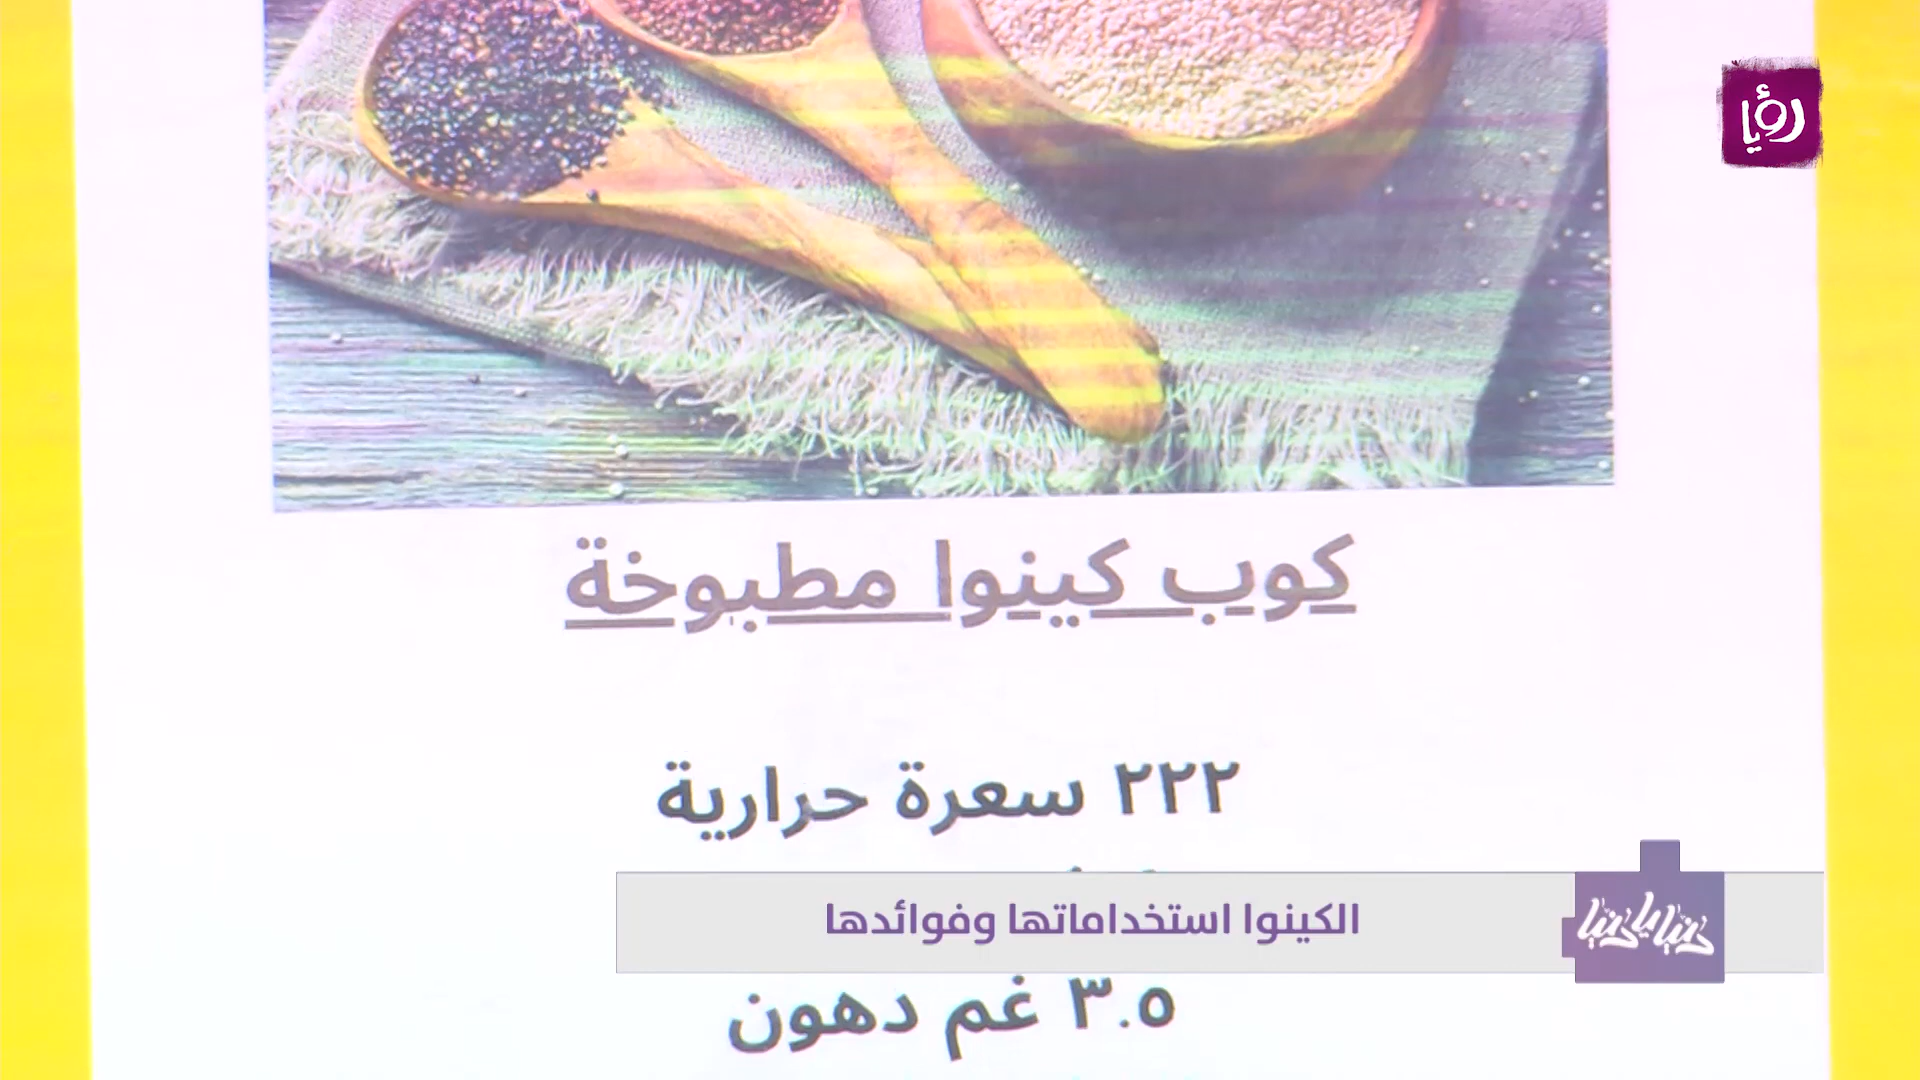 رؤيا
كوب كينوا مطبوخة
٢٢٢ سعرة حرارية
الكينوا استخداماتها وفوائدها
دنيا يا دنيا
٣.٥ غم دهون